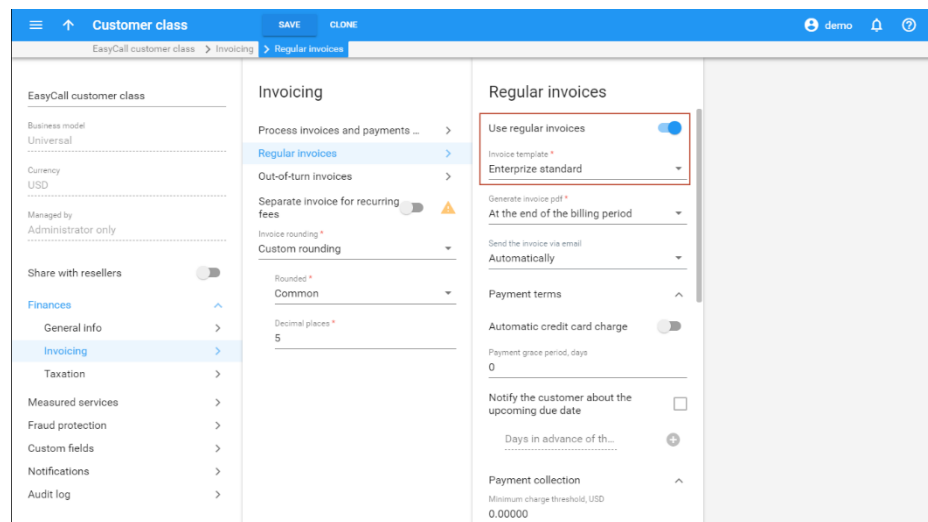 Customer class
SAVE
CLONE
demo
EasyCall customer class
Invoicing
Regular invoices
EasyCall customer class
Business model
Universal
Currency
USD
Managed by
Administrator only
Share with resellers
Finances
General info
Invoicing
Taxation
Measured services
Fraud protection
Custom fields
Notifications
Audit log
Invoicing
Process invoices and payments ...
Regular invoices
Out-of-turn invoices
Separate invoice for recurring
fees
Invoice rounding *
Custom rounding
Rounded *
Common
Decimal places *
5
Regular invoices
Use regular invoices
Invoice template *
Enterprize standard
Generate invoice pdf *
At the end of the billing period
Send the invoice via email
Automatically
Payment terms
Automatic credit card charge
Payment grace period, days
0
Notify the customer about the
upcoming due date
Days in advance of th...
Payment collection
Minimum charge threshold, USD
0.00000